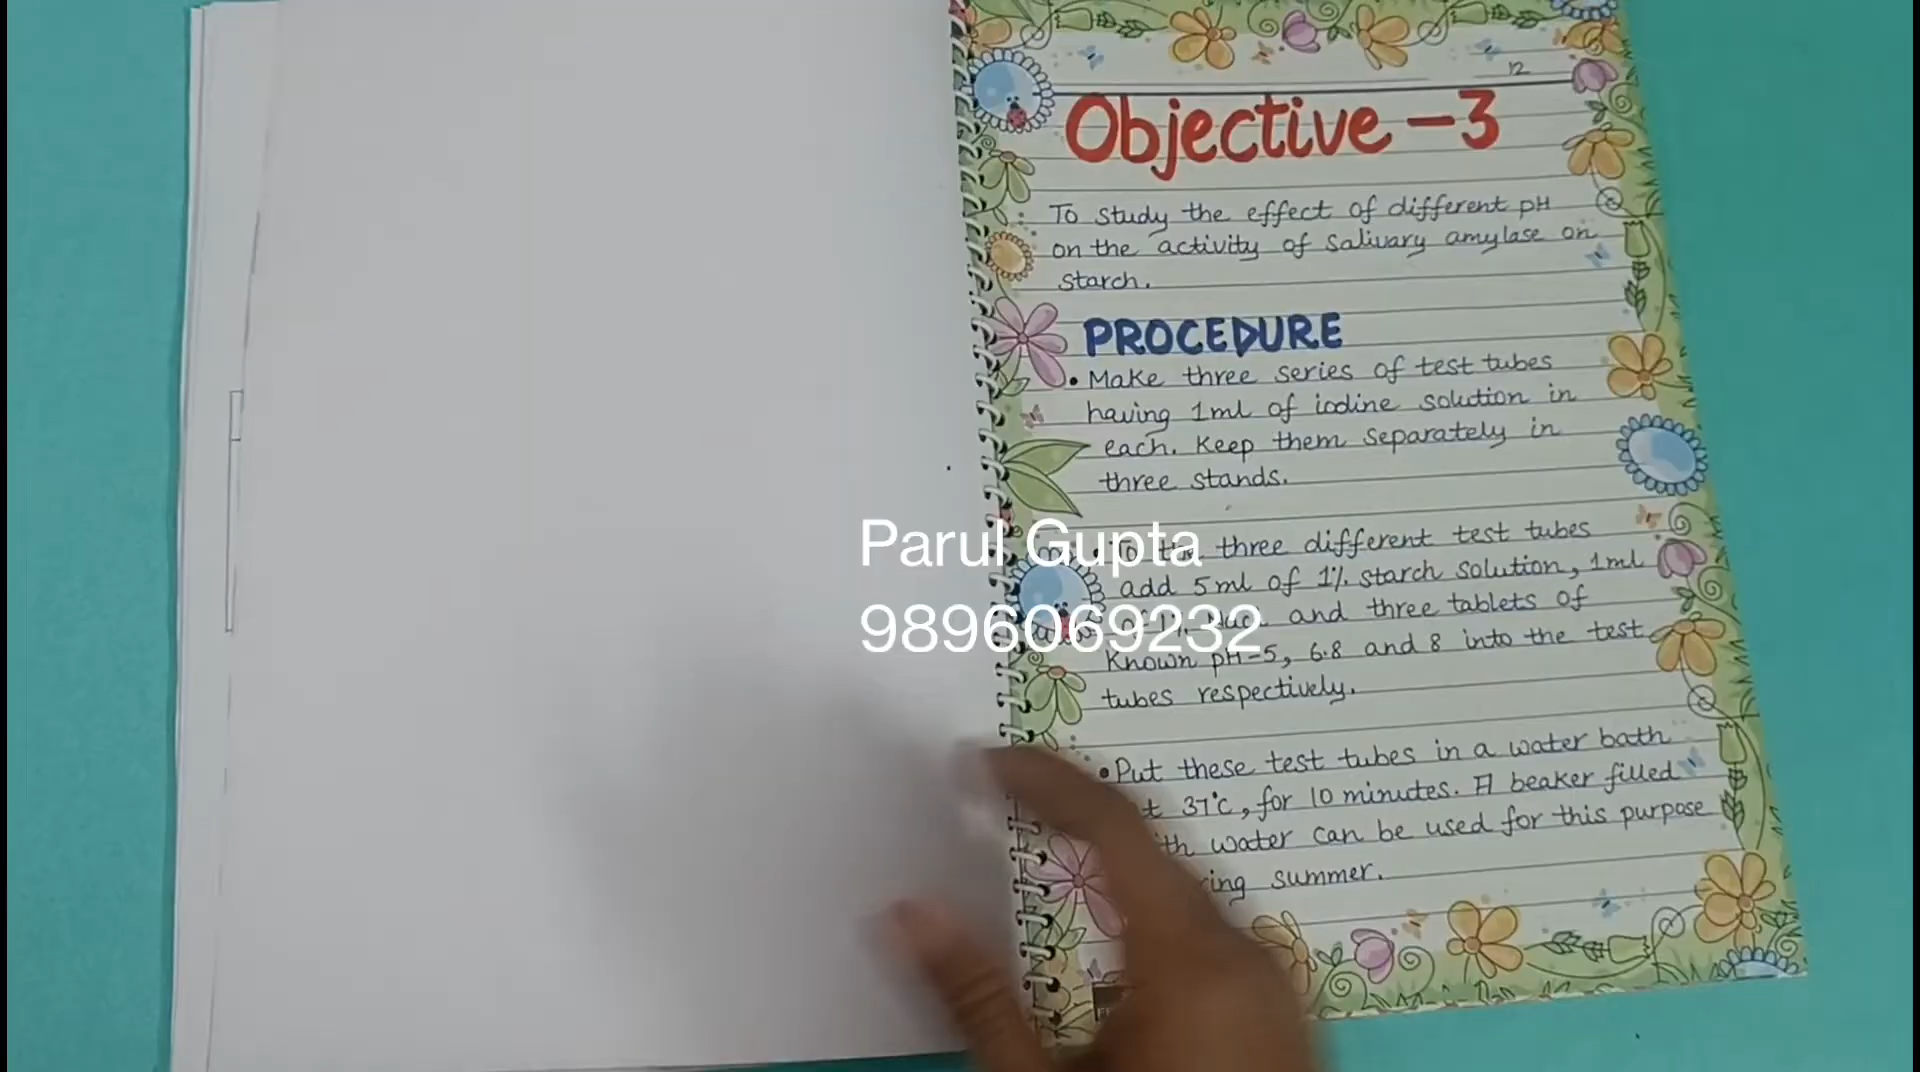 12
Objective - 3
To study the effect of different pH
on the activity of salivary amylase on
starch.
PROCEDURE
• Make three series of test tubes
having 1ml of iodine solution in
each. Keep them separately in
three stands.
• To the three different test tubes
add 5ml of 1% starch solution, 1ml
of 1% and three tablets of
Known pH-5, 6.8 and 8 into the test
tubes respectively.
• Put these test tubes in a water bath
37°C, for 10 minutes. A beaker filled
water can be used for this purpose
summer.
Parul Gupta
9896069232